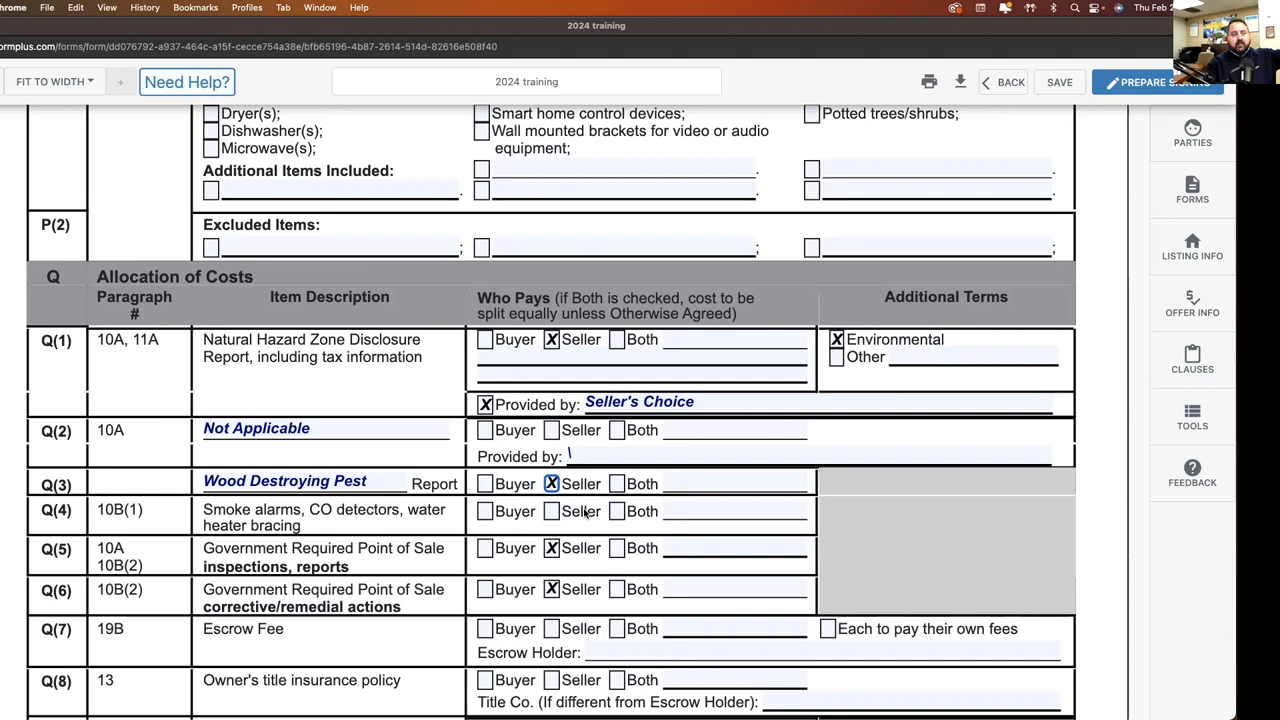 hrome File Edit View History Bookmarks Profiles Tab Window Help Thu Feb 2
2024 training
ormplus.com/forms/form/dd076792-a937-464c-a15f-cecce754a38e/bfb65196-4b87-2614-514d-82616e508f40
FIT TO WIDTH + Need Help? 2024 training BACK SAVE PREPARE SIGNING
Dryer(s); Smart home control devices; Potted trees/shrubs;
Dishwasher(s); Wall mounted brackets for video or audio
Microwave(s); equipment;
Additional Items Included: .
. . .
P(2) Excluded Items:
; ; ;
Q Allocation of Costs
Paragraph Item Description Who Pays (if Both is checked, cost to be Additional Terms
# split equally unless Otherwise Agreed)
Q(1) 10A, 11A Natural Hazard Zone Disclosure Buyer X Seller Both X Environmental
Report, including tax information Other
X Provided by: Seller's Choice
Q(2) 10A Not Applicable Buyer Seller Both
Provided by: \
Q(3) Wood Destroying Pest Report Buyer X Seller Both
Q(4) 10B(1) Smoke alarms, CO detectors, water Buyer Seller Both
heater bracing
Q(5) 10A Government Required Point of Sale Buyer X Seller Both
10B(2) inspections, reports
Q(6) 10B(2) Government Required Point of Sale Buyer X Seller Both
corrective/remedial actions
Q(7) 19B Escrow Fee Buyer Seller Both Each to pay their own fees
Escrow Holder:
Q(8) 13 Owner's title insurance policy Buyer Seller Both
Title Co. (If different from Escrow Holder):
PARTIES
FORMS
LISTING INFO
OFFER INFO
CLAUSES
TOOLS
FEEDBACK